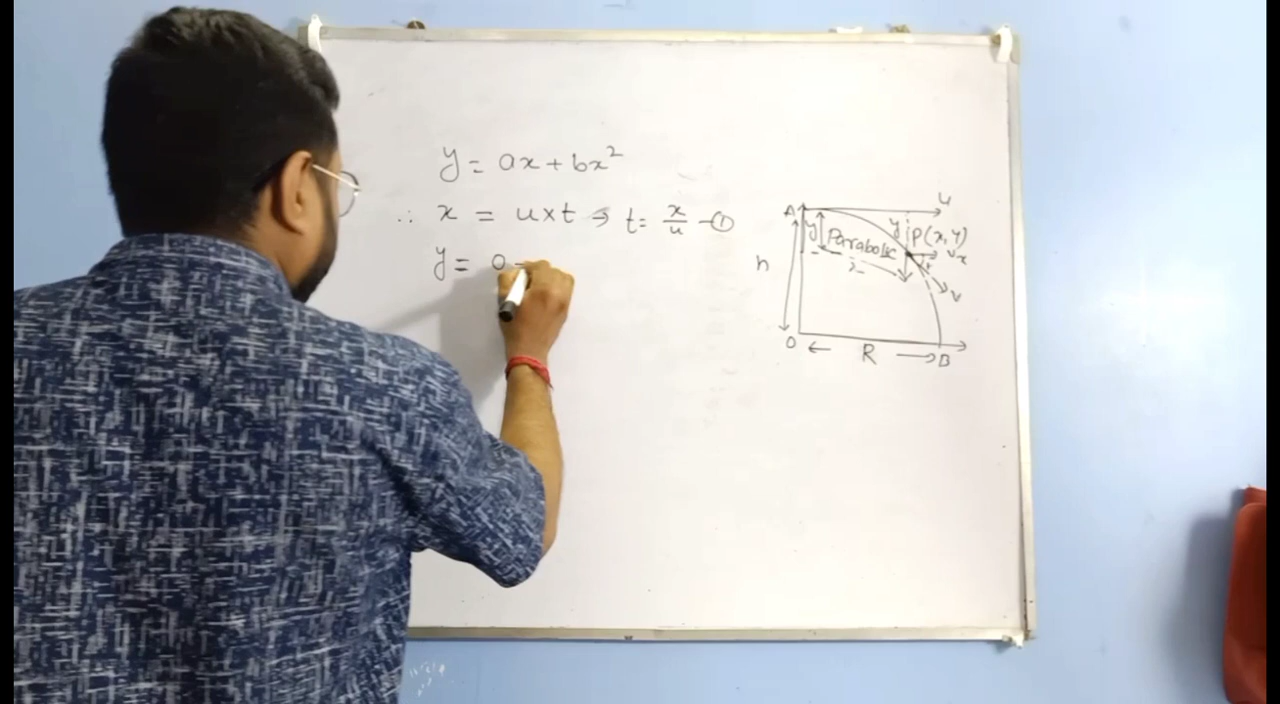 y = ax + bx²
∴ x = u×t → t = x/u -①
y = 0
A
u
y
Parabolic
y
P(x, y)
vx
x
h
v
O
R
B